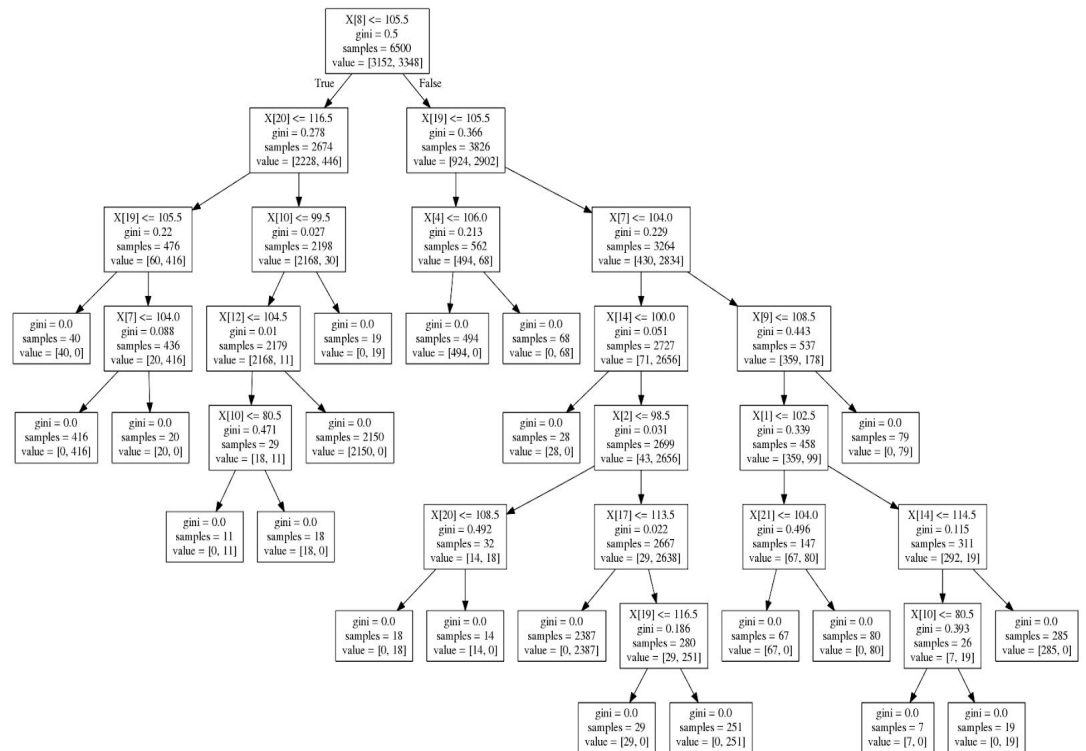 X[8] <= 105.5
gini = 0.5
samples = 6500
value = [3152, 3348]
True
False
X[20] <= 116.5
gini = 0.278
samples = 2674
value = [2228, 446]
X[19] <= 105.5
gini = 0.366
samples = 3826
value = [924, 2902]
X[19] <= 105.5
gini = 0.22
samples = 476
value = [60, 416]
X[10] <= 99.5
gini = 0.027
samples = 2198
value = [2168, 30]
X[4] <= 106.0
gini = 0.213
samples = 562
value = [494, 68]
X[7] <= 104.0
gini = 0.229
samples = 3264
value = [430, 2834]
gini = 0.0
samples = 40
value = [40, 0]
X[7] <= 104.0
gini = 0.088
samples = 436
value = [20, 416]
X[12] <= 104.5
gini = 0.01
samples = 2179
value = [2168, 11]
gini = 0.0
samples = 19
value = [0, 19]
gini = 0.0
samples = 494
value = [494, 0]
gini = 0.0
samples = 68
value = [0, 68]
X[14] <= 100.0
gini = 0.051
samples = 2727
value = [71, 2656]
X[9] <= 108.5
gini = 0.443
samples = 537
value = [359, 178]
gini = 0.0
samples = 416
value = [0, 416]
gini = 0.0
samples = 20
value = [20, 0]
X[10] <= 80.5
gini = 0.471
samples = 29
value = [18, 11]
gini = 0.0
samples = 2150
value = [2150, 0]
gini = 0.0
samples = 28
value = [28, 0]
X[2] <= 98.5
gini = 0.031
samples = 2699
value = [43, 2656]
X[1] <= 102.5
gini = 0.339
samples = 458
value = [359, 99]
gini = 0.0
samples = 79
value = [0, 79]
gini = 0.0
samples = 11
value = [0, 11]
gini = 0.0
samples = 18
value = [18, 0]
X[20] <= 108.5
gini = 0.492
samples = 32
value = [14, 18]
X[17] <= 113.5
gini = 0.022
samples = 2667
value = [29, 2638]
X[21] <= 104.0
gini = 0.496
samples = 147
value = [67, 80]
X[14] <= 114.5
gini = 0.115
samples = 311
value = [292, 19]
gini = 0.0
samples = 18
value = [0, 18]
gini = 0.0
samples = 14
value = [14, 0]
gini = 0.0
samples = 2387
value = [0, 2387]
X[19] <= 116.5
gini = 0.186
samples = 280
value = [29, 251]
gini = 0.0
samples = 67
value = [67, 0]
gini = 0.0
samples = 80
value = [0, 80]
X[10] <= 80.5
gini = 0.393
samples = 26
value = [7, 19]
gini = 0.0
samples = 285
value = [285, 0]
gini = 0.0
samples = 29
value = [29, 0]
gini = 0.0
samples = 251
value = [0, 251]
gini = 0.0
samples = 7
value = [7, 0]
gini = 0.0
samples = 19
value = [0, 19]